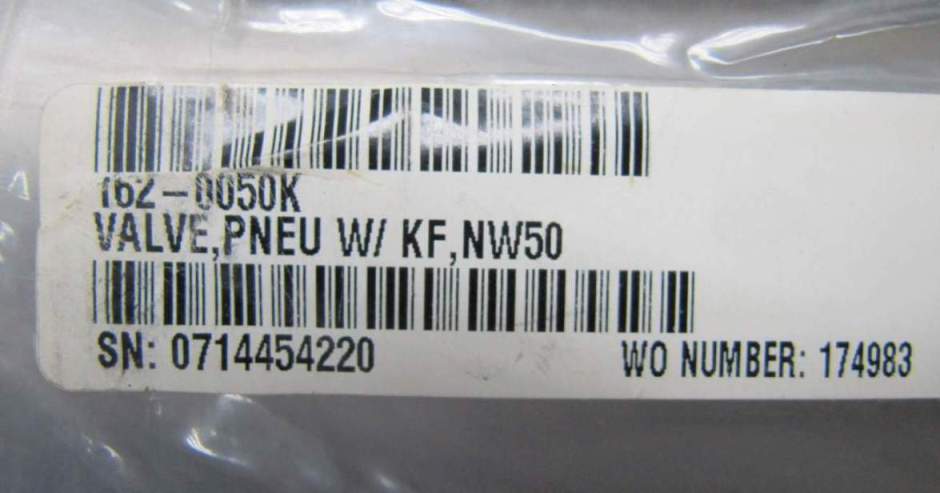 162-0050K
VALVE,PNEU W/ KF,NW50
SN: 0714454220 WO NUMBER: 174983